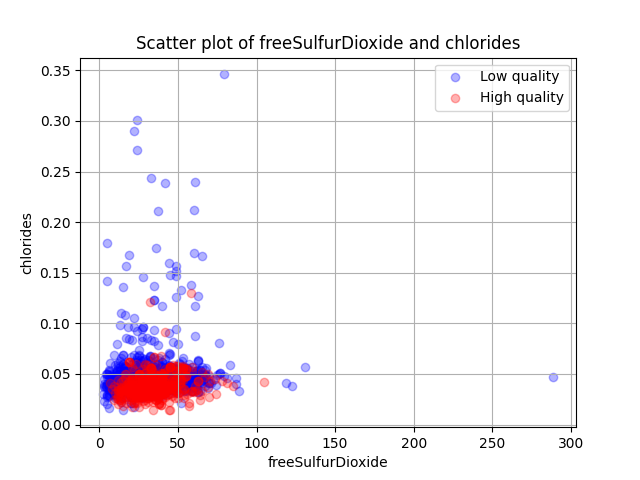 Scatter plot of freeSulfurDioxide and chlorides
Low quality
High quality
0.35
0.30
0.25
0.20
0.15
0.10
0.05
0.00
chlorides
0 50 100 150 200 250 300
freeSulfurDioxide